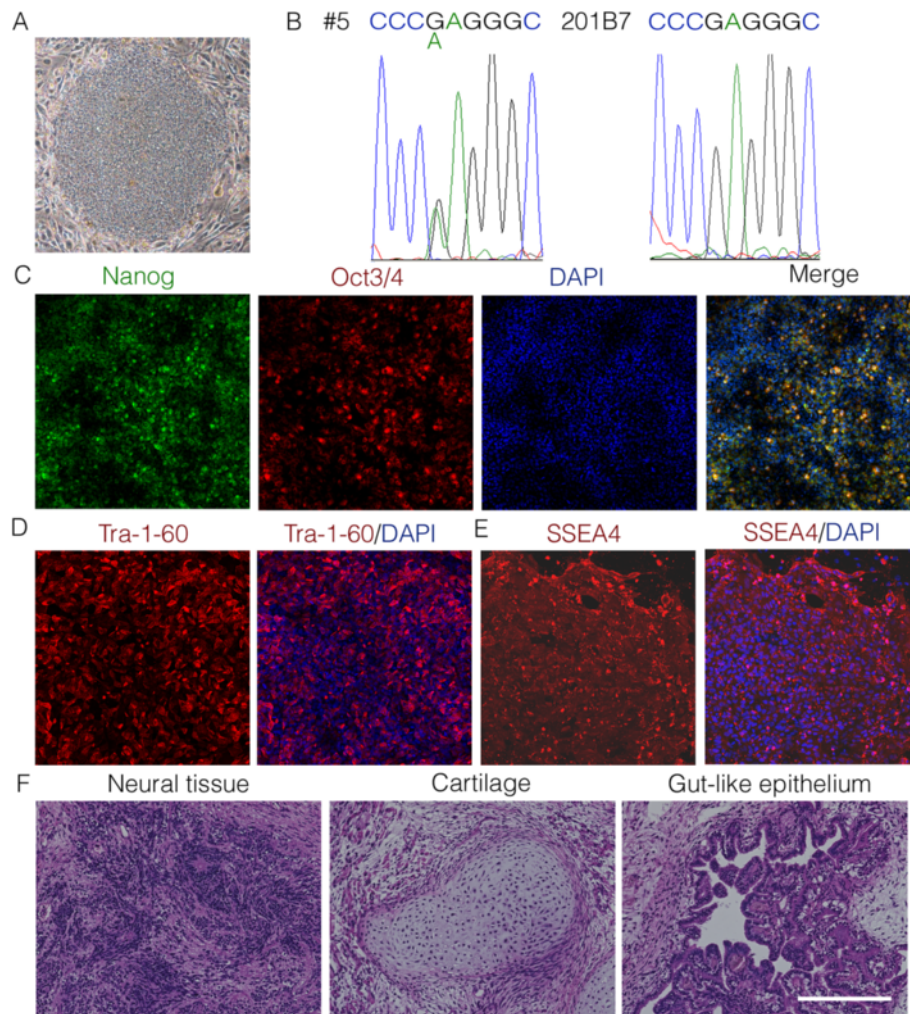 A
B #5 CCCGAGGGC 201B7 CCCGAGGGC
A
C Nanog Oct3/4 DAPI Merge
D Tra-1-60 Tra-1-60/DAPI E SSEA4 SSEA4/DAPI
F Neural tissue Cartilage Gut-like epithelium